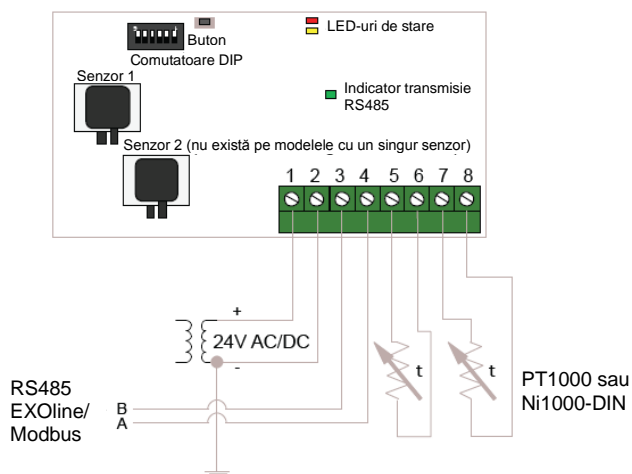 LED-uri de stare
Buton
Comutatoare DIP
Senzor 1
Indicator transmisie
RS485
Senzor 2 (nu există pe modelele cu un singur senzor)
1 2 3 4 5 6 7 8
+
24V AC/DC
-
t
t
PT1000 sau
Ni1000-DIN
RS485
EXOline/
Modbus
B
A